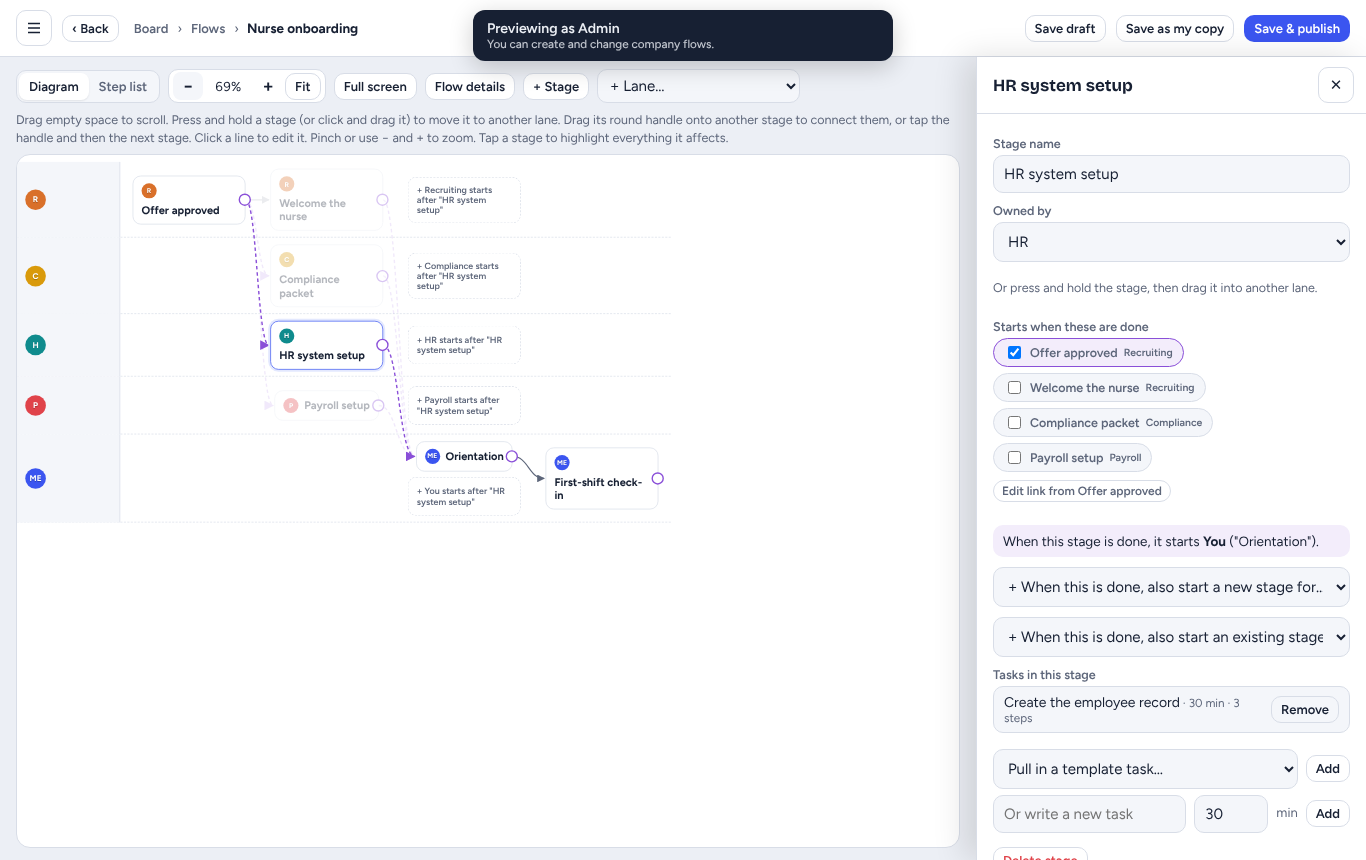 ☰
‹ Back
Board › Flows › Nurse onboarding
Previewing as Admin
You can create and change company flows.
Save draft
Save as my copy
Save & publish
Diagram
Step list
− 69% +
Fit
Full screen
Flow details
+ Stage
+ Lane...
Drag empty space to scroll. Press and hold a stage (or click and drag it) to move it to another lane. Drag its round handle onto another stage to connect them, or tap the
handle and then the next stage. Click a line to edit it. Pinch or use − and + to zoom. Tap a stage to highlight everything it affects.
R
R
Offer approved
R
Welcome the
nurse
+ Recruiting starts
after "HR system
setup"
C
C
Compliance
packet
+ Compliance starts
after "HR system
setup"
H
H
HR system setup
+ HR starts after "HR
system setup"
P
P Payroll setup
+ Payroll starts after
"HR system setup"
ME
ME Orientation
+ You starts after "HR
system setup"
ME
First-shift check-
in
HR system setup
✕
Stage name
HR system setup
Owned by
HR
Or press and hold the stage, then drag it into another lane.
Starts when these are done
Offer approved Recruiting
Welcome the nurse Recruiting
Compliance packet Compliance
Payroll setup Payroll
Edit link from Offer approved
When this stage is done, it starts You ("Orientation").
+ When this is done, also start a new stage for..
+ When this is done, also start an existing stage
Tasks in this stage
Create the employee record · 30 min · 3
steps
Remove
Pull in a template task...
Add
Or write a new task
30
min
Add
Delete stage